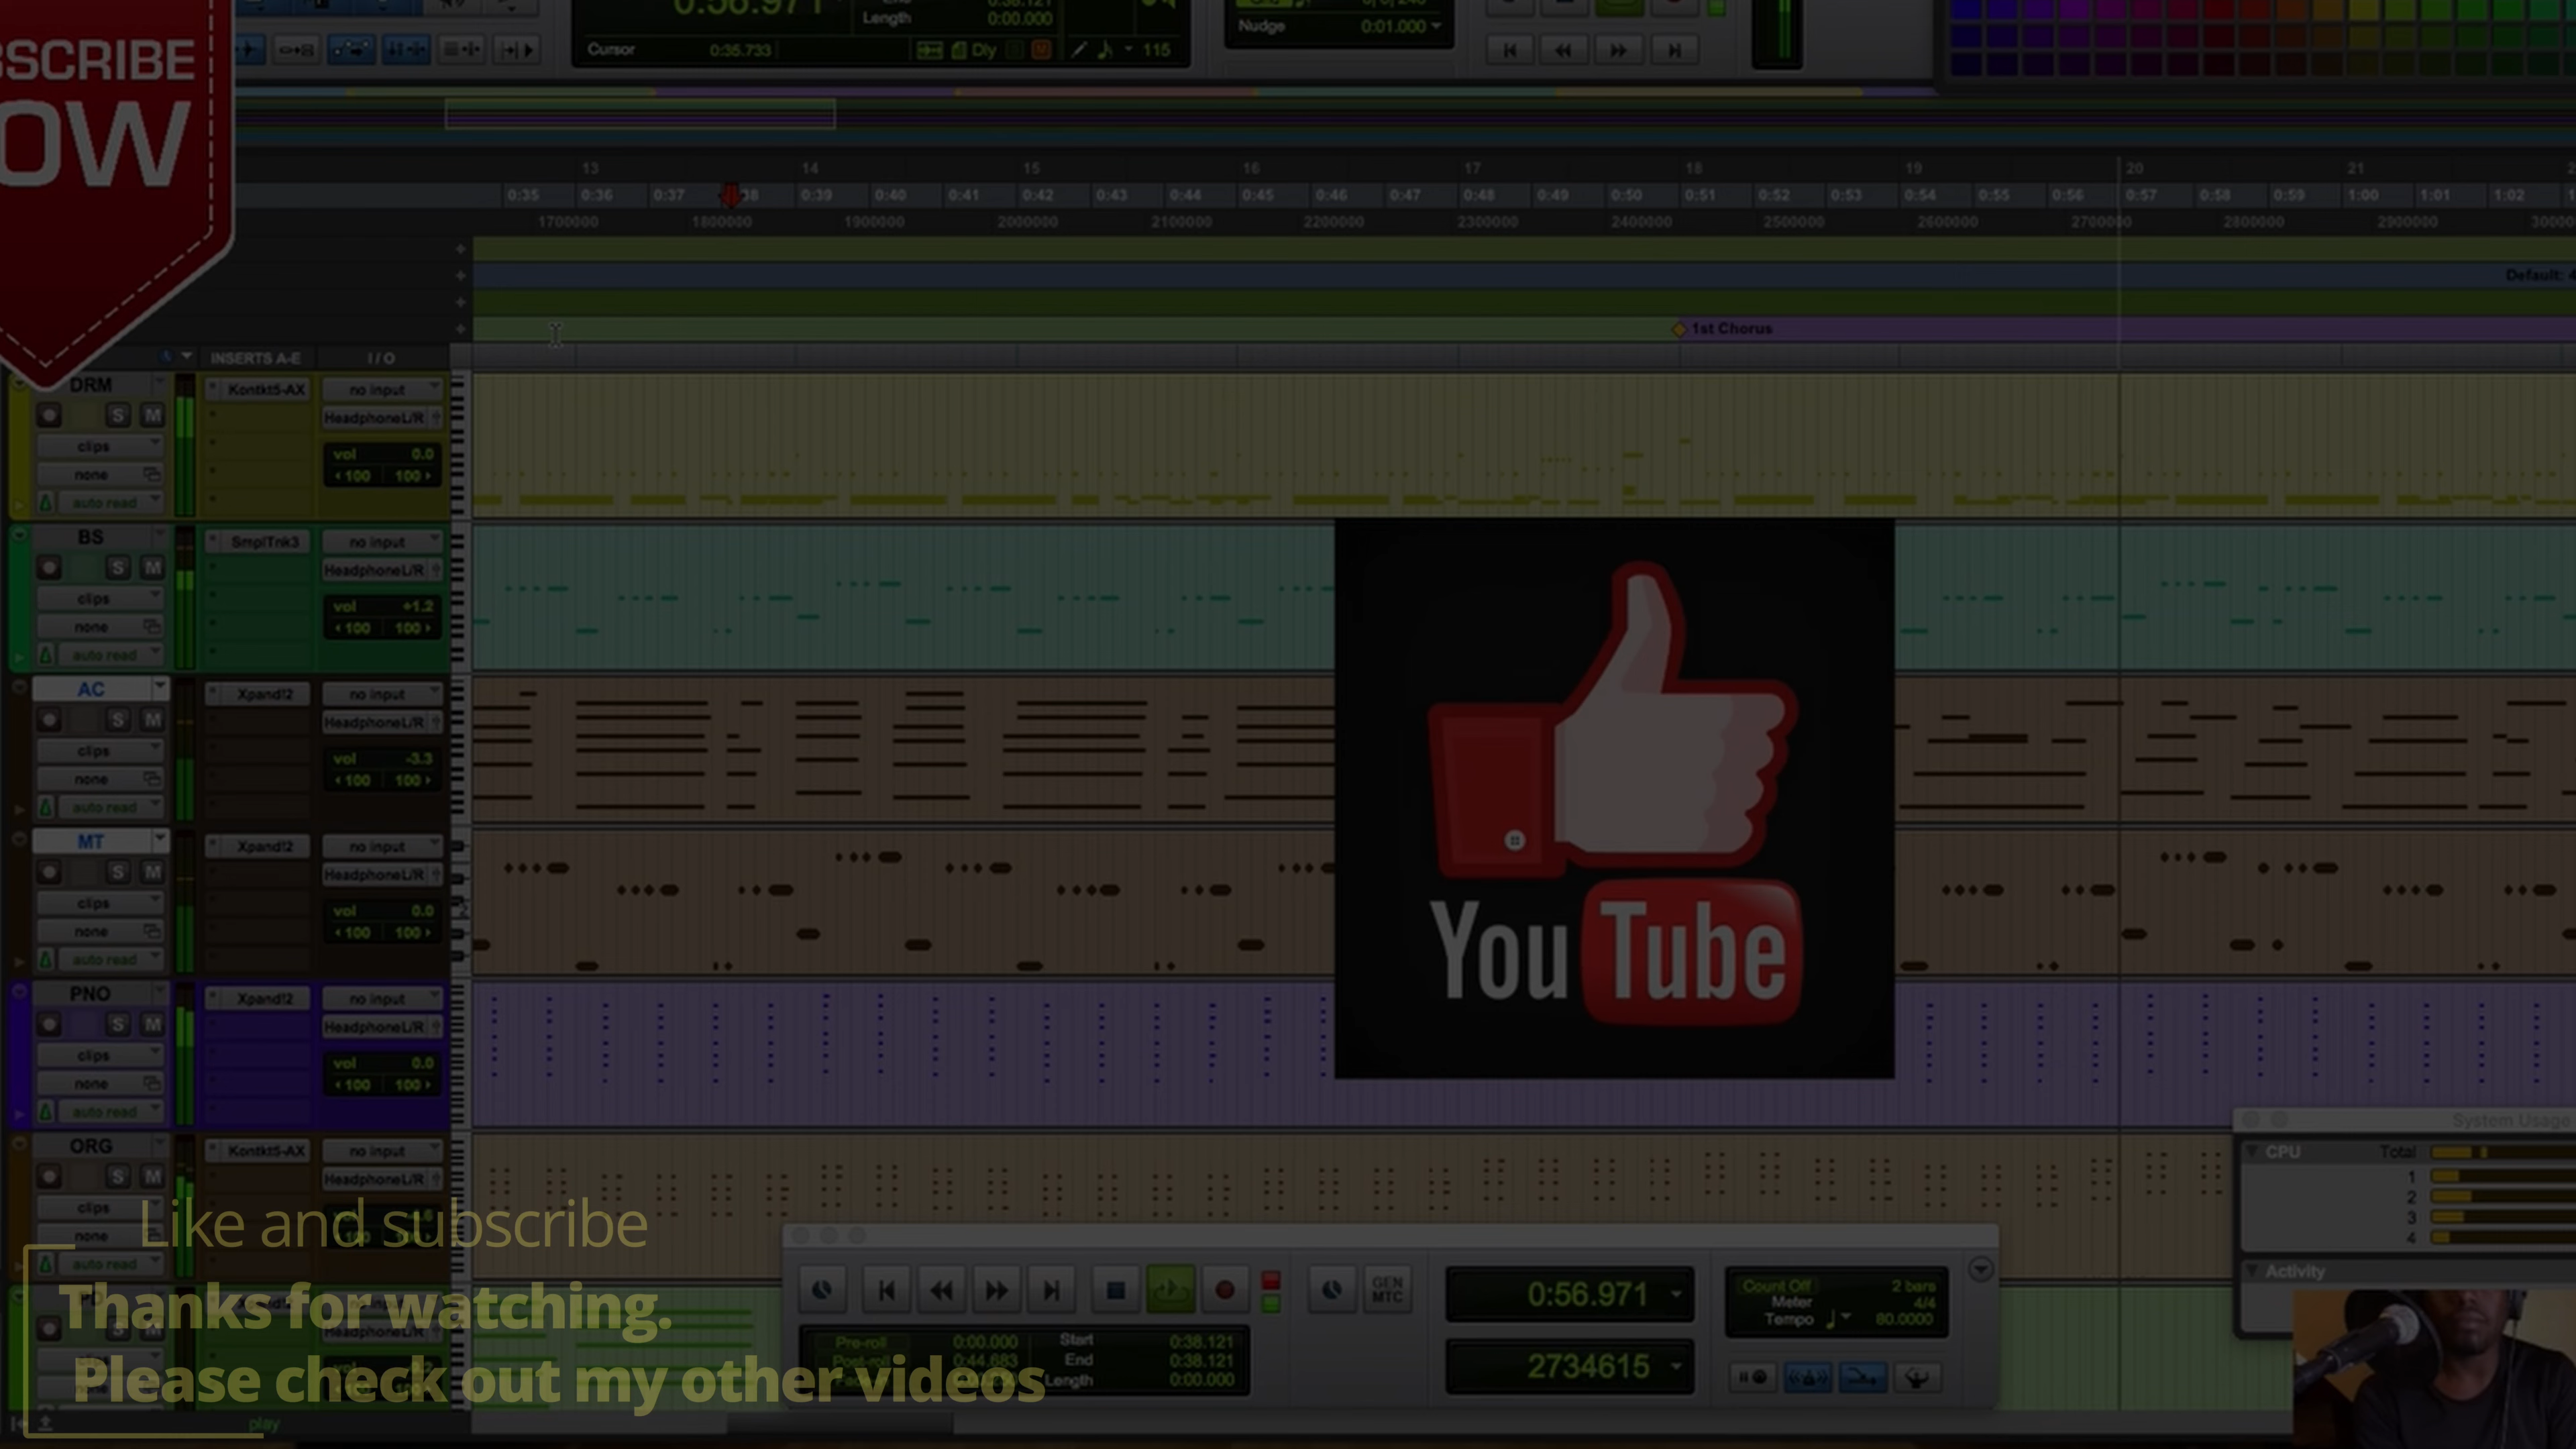 BSCRIBE
OW
0:56.971
Length 0:00.000
Cursor 0:35.733
Dly
115
Nudge 0:01.000
13 14 15 16 17 18 19 20 21
0:35 0:36 0:37 38 0:39 0:40 0:41 0:42 0:43 0:44 0:45 0:46 0:47 0:48 0:49 0:50 0:51 0:52 0:53 0:54 0:55 0:56 0:57 0:58 0:59 1:00 1:01 1:02
1700000 1800000 1900000 2000000 2100000 2200000 2300000 2400000 2500000 2600000 2700000 2800000 2900000
Default: 4
1st Chorus
INSERTS A-E I / O
DRM Kontkt5-AX no input
S M HeadphoneL/R
clips vol 0.0
none 100 100
auto read
BS SmplTnk3 no input
S M HeadphoneL/R
clips vol +1.2
none 100 100
auto read
AC Xpand!2 no input
S M HeadphoneL/R
clips vol -3.3
none 100 100
auto read
MT Xpand!2 no input
S M HeadphoneL/R
clips vol 0.0
none 100 100
auto read
PNO Xpand!2 no input
S M HeadphoneL/R
clips vol 0.0
none 100 100
auto read
ORG Kontkt5-AX no input
S M HeadphoneL/R
clips
none
auto read
You Tube
Like and subscribe
Thanks for watching.
Please check out my other videos
play
GEN
MTC
0:56.971
2734615
Pre-roll 0:00.000 Start 0:38.121
Post-roll 0:44.683 End 0:38.121
Length 0:00.000
Count Off 2 bars
Meter 4/4
Tempo 80.0000
System Usage
CPU Total
1
2
3
4
Activity